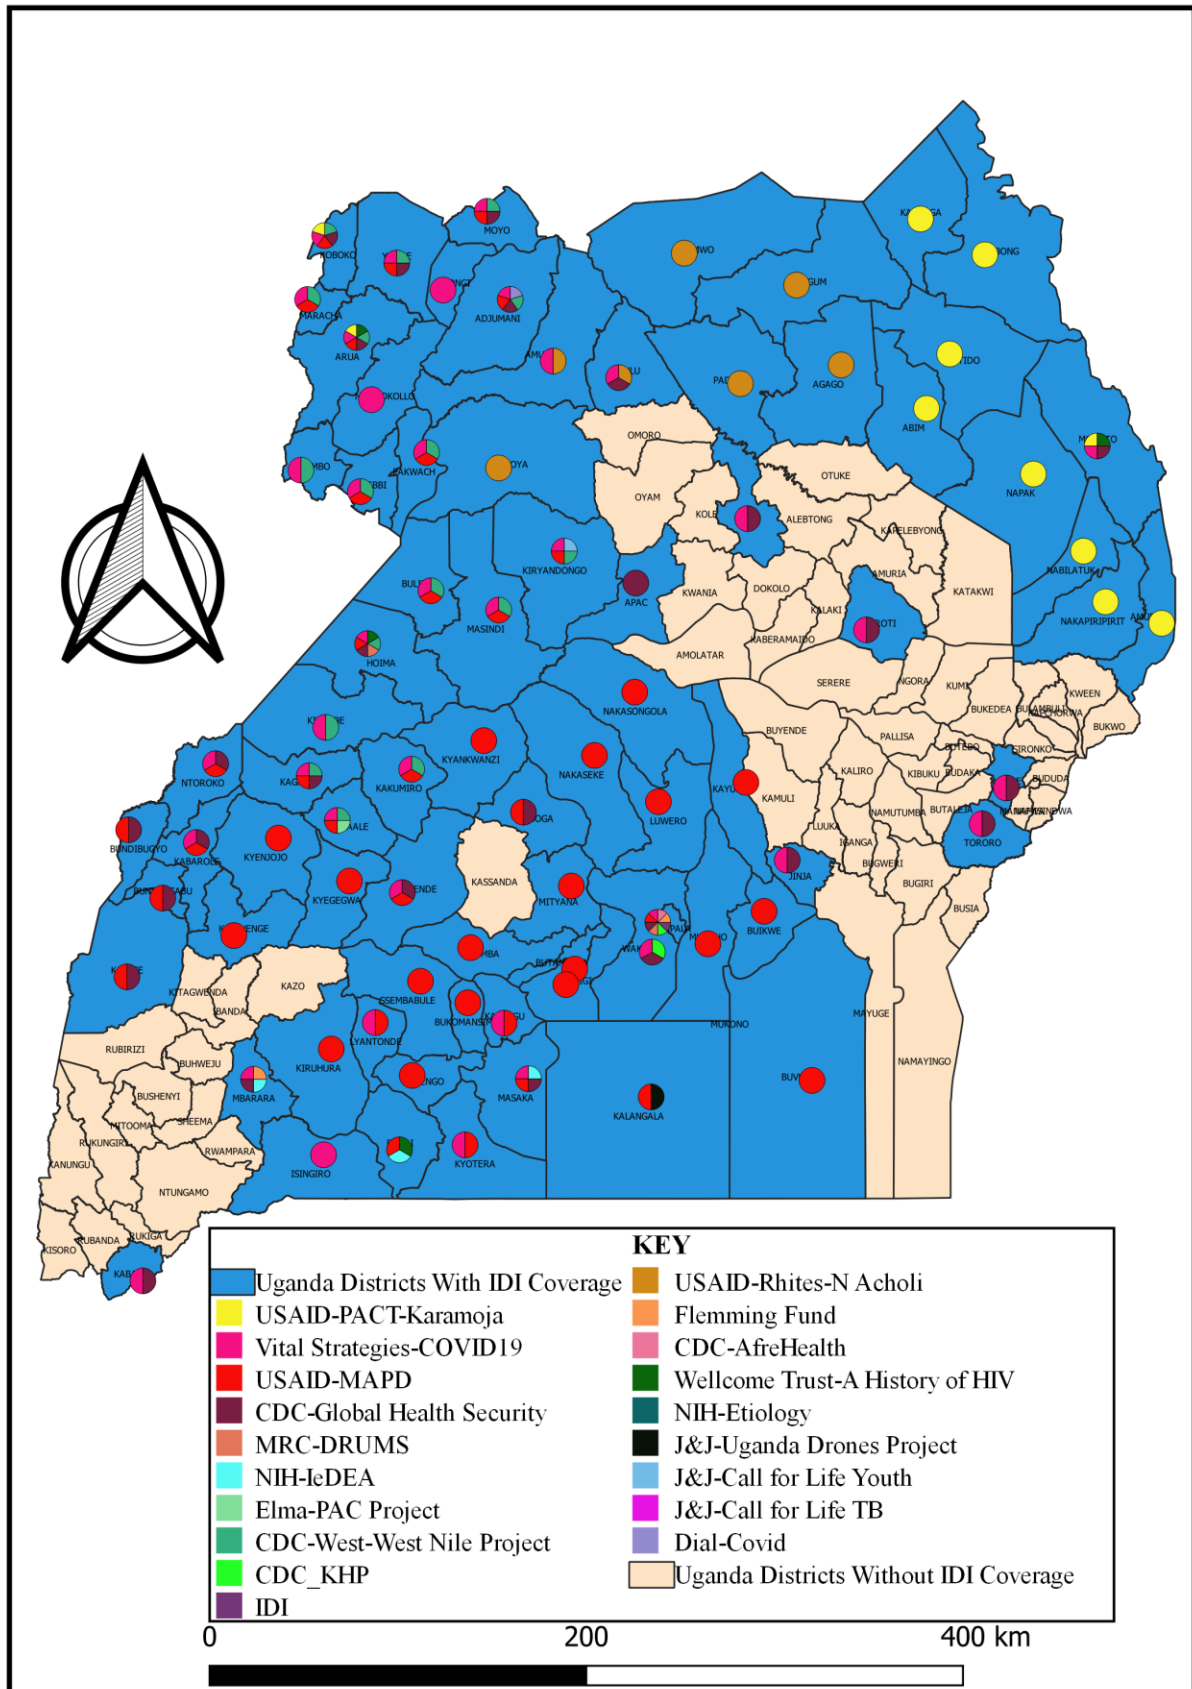 MOYO
KOBOKO
ADJUMANI
MARACHA
ARUA
ABIM
OMORO
OTUKE
OYAM
KOLE
ALEBTONG
NAPAK
PAKWACH
AGAGO
KAPELEBYONG
KIRYANDONGO
APAC
KWANIA
DOKOLO
AMURIA
KATAKWI
NABILATUK
NAKAPIRIPIRIT
MASINDI
KALAKI
KABERAMAIDO
HOIMA
AMOLATAR
SERERE
NGORA
KUMI
BUKEDEA
BULAMBULI
KAPCHORWA
KWEEN
BUKWO
NAKASONGOLA
BUYENDE
PALLISA
BUTEBO
SIRONKO
KYANKWANZI
NAKASEKE
NTOROKO
KAKUMIRO
KALIRO
KIBUKU
BUDAKA
BUDUDA
KAMULI
NAMUTUMBA
BUTALEJA
LUWERO
LUUKA
IGANGA
BUGWERI
TORORO
BUNDIBUGYO
KABAROLE
KYENJOJO
KYEGEGWA
KASSANDA
MITYANA
JINJA
BUGIRI
BUSIA
BUIKWE
KITAGWENDA
KAZO
IBANDA
SSEMBABULE
MUKONO
MAYUGE
NAMAYINGO
RUBIRIZI
BUHWEJU
LYANTONDE
KIRUHURA
MBARARA
BUSHENYI
MITOOMA
SHEEMA
MASAKA
KALANGALA
RWAMPARA
KANUNGU
ISINGIRO
KYOTERA
NTUNGAMO
KISORO
RUBANDA
RUKIGA
KEY
Uganda Districts With IDI Coverage
USAID-PACT-Karamoja
Vital Strategies-COVID19
USAID-MAPD
CDC-Global Health Security
MRC-DRUMS
NIH-IeDEA
Elma-PAC Project
CDC-West-West Nile Project
CDC_KHP
IDI
USAID-Rhites-N Acholi
Flemming Fund
CDC-AfreHealth
Wellcome Trust-A History of HIV
NIH-Etiology
J&J-Uganda Drones Project
J&J-Call for Life Youth
J&J-Call for Life TB
Dial-Covid
Uganda Districts Without IDI Coverage
0 200 400 km